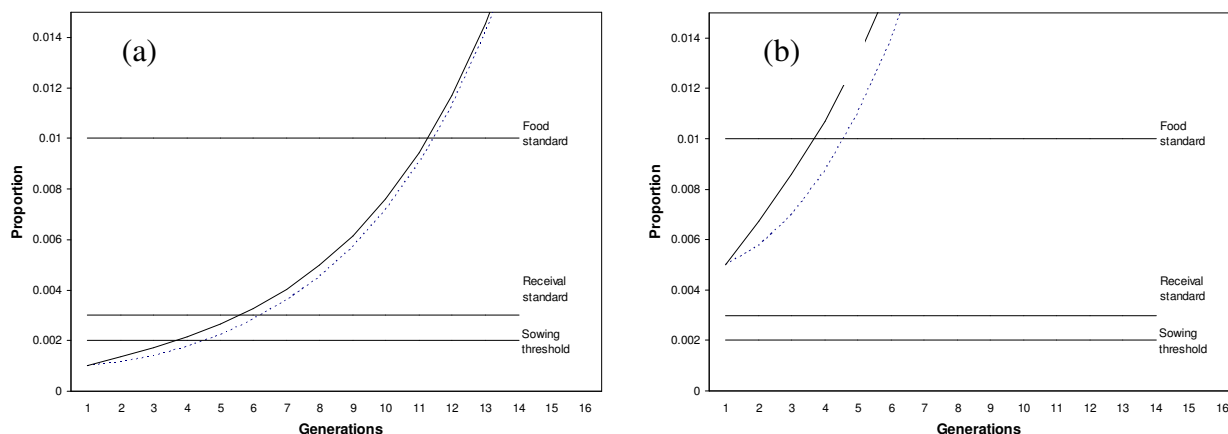 (a)
0.014
0.012
0.01
0.008
0.006
0.004
0.002
0
Proportion
Food
standard
Receival
standard
Sowing
threshold
1 2 3 4 5 6 7 8 9 10 11 12 13 14 15 16
Generations
(b)
0.014
0.012
0.01
0.008
0.006
0.004
0.002
0
Proportion
Food
standard
Receival
standard
Sowing
threshold
1 2 3 4 5 6 7 8 9 10 11 12 13 14 15 16
Generations